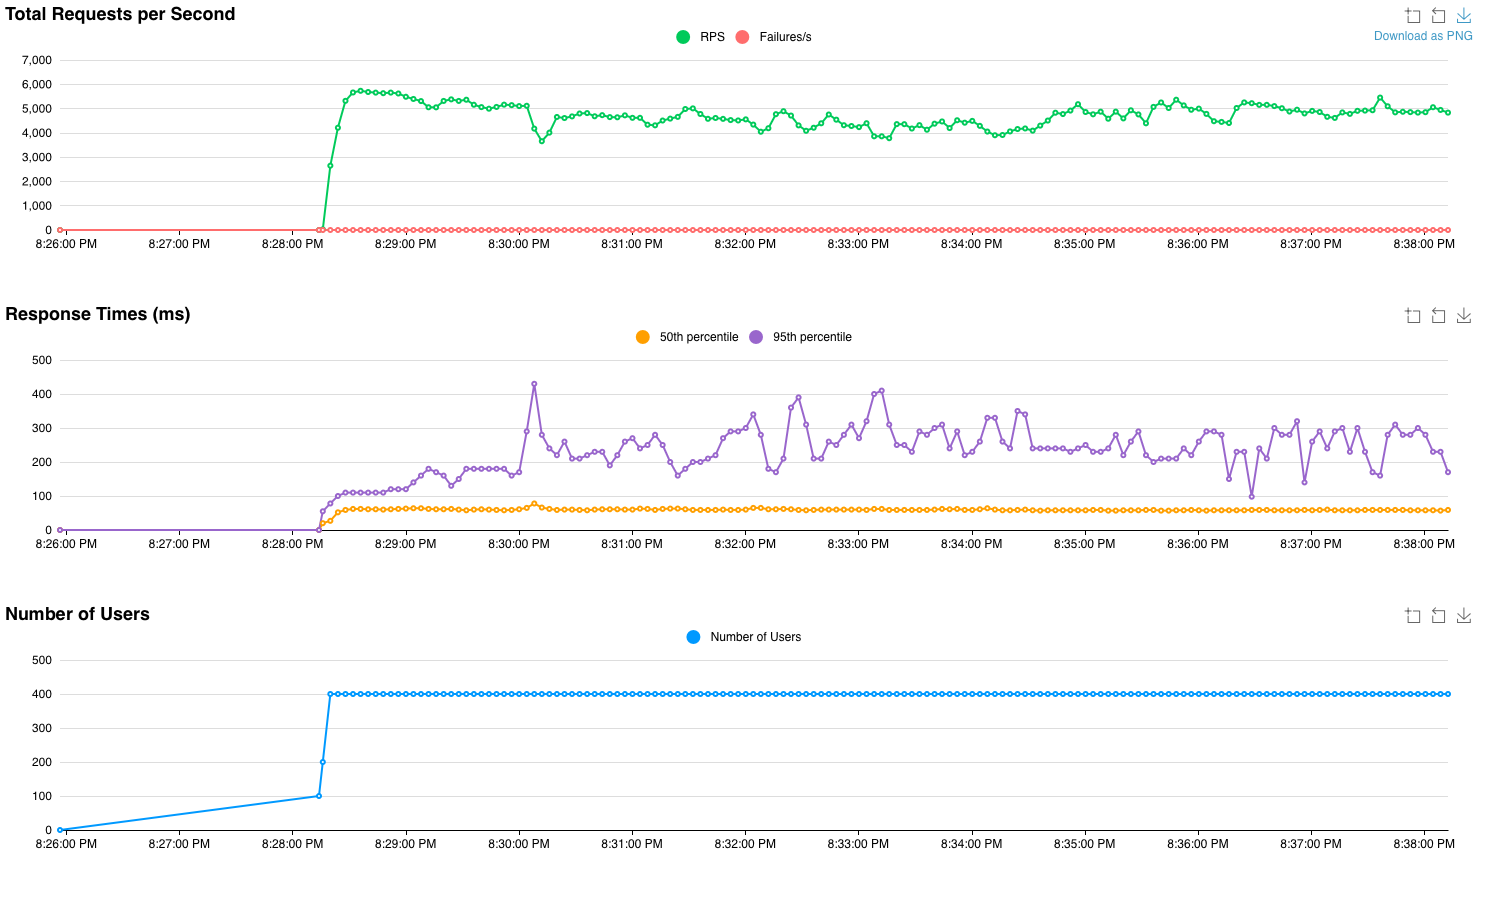 Total Requests per Second
Download as PNG
RPS Failures/s
7,000
6,000
5,000
4,000
3,000
2,000
1,000
0
8:26:00 PM 8:27:00 PM 8:28:00 PM 8:29:00 PM 8:30:00 PM 8:31:00 PM 8:32:00 PM 8:33:00 PM 8:34:00 PM 8:35:00 PM 8:36:00 PM 8:37:00 PM 8:38:00 PM
Response Times (ms)
50th percentile 95th percentile
500
400
300
200
100
0
8:26:00 PM 8:27:00 PM 8:28:00 PM 8:29:00 PM 8:30:00 PM 8:31:00 PM 8:32:00 PM 8:33:00 PM 8:34:00 PM 8:35:00 PM 8:36:00 PM 8:37:00 PM 8:38:00 PM
Number of Users
Number of Users
500
400
300
200
100
0
8:26:00 PM 8:27:00 PM 8:28:00 PM 8:29:00 PM 8:30:00 PM 8:31:00 PM 8:32:00 PM 8:33:00 PM 8:34:00 PM 8:35:00 PM 8:36:00 PM 8:37:00 PM 8:38:00 PM